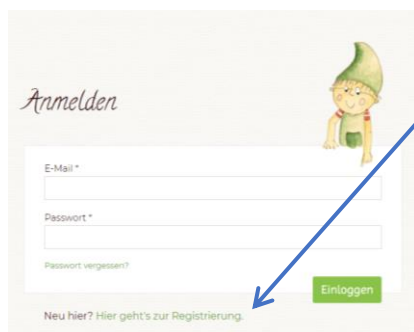 Anmelden
E-Mail *
Passwort *
Passwort vergessen?
Einloggen
Neu hier? Hier geht's zur Registrierung.